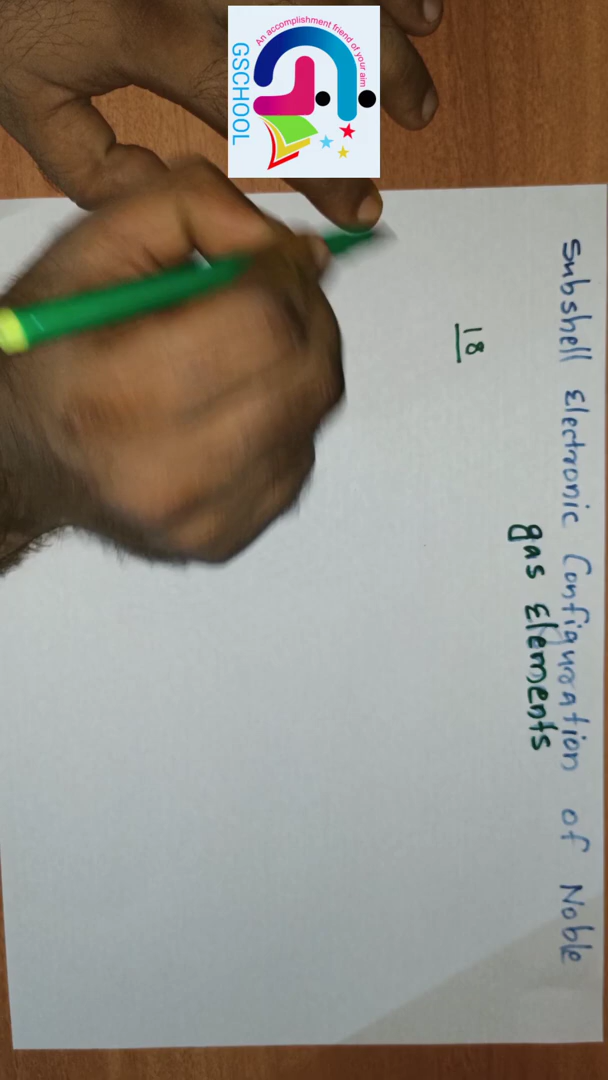 An accomplishment friend of your aim
GSCHOOL
Subshell Electronic Configuration of Noble
gas Elements
18